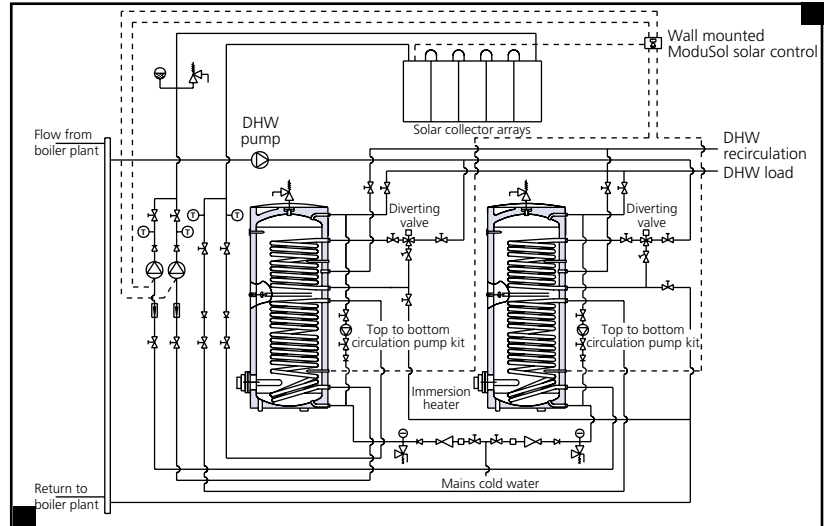 Wall mounted
ModuSol solar control
Solar collector arrays
Flow from
boiler plant
DHW
pump
DHW
recirculation
DHW load
Diverting
valve
Diverting
valve
T
T
T
T
Top to bottom
circulation pump kit
Top to bottom
circulation pump kit
Immersion
heater
Mains cold water
Return to
boiler plant